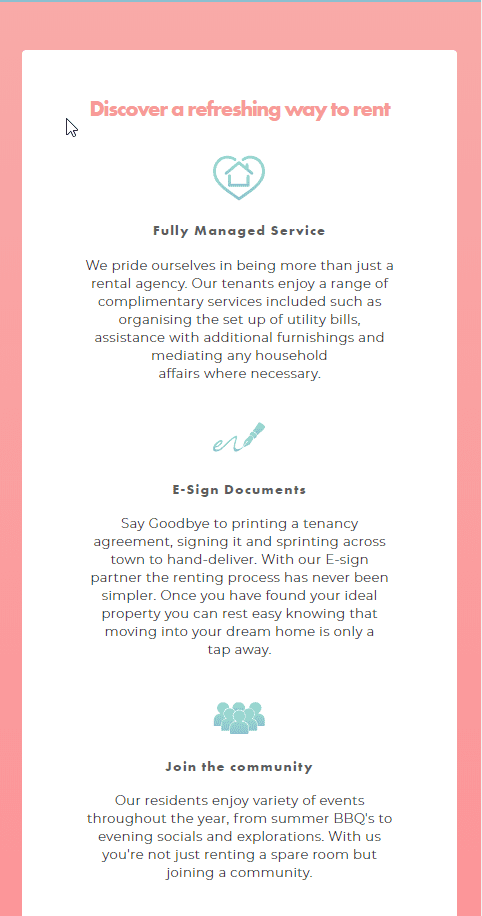 Discover a refreshing way to rent
Fully Managed Service
We pride ourselves in being more than just a
rental agency. Our tenants enjoy a range of
complimentary services included such as
organising the set up of utility bills,
assistance with additional furnishings and
mediating any household
affairs where necessary.
E-Sign Documents
Say Goodbye to printing a tenancy
agreement, signing it and sprinting across
town to hand-deliver. With our E-sign
partner the renting process has never been
simpler. Once you have found your ideal
property you can rest easy knowing that
moving into your dream home is only a
tap away.
Join the community
Our residents enjoy variety of events
throughout the year, from summer BBQ's to
evening socials and explorations. With us
you're not just renting a spare room but
joining a community.